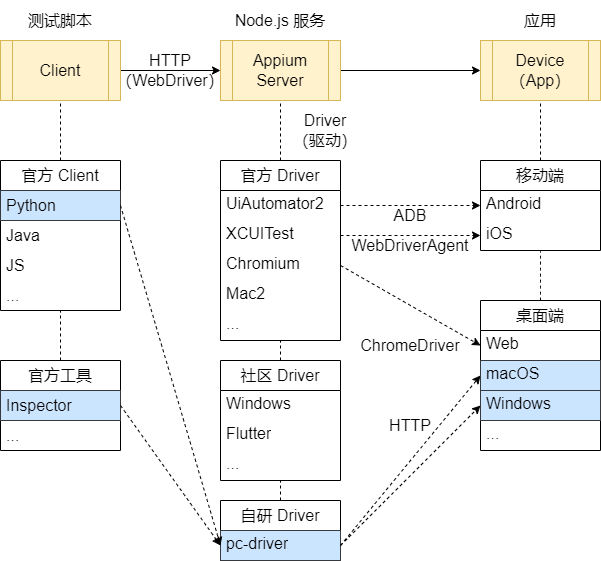 测试脚本
Node.js 服务
应用
Client
HTTP
(WebDriver)
Appium
Server
Device
(App)
Driver
(驱动)
官方 Client
Python
Java
JS
...
官方工具
Inspector
...
官方 Driver
UiAutomator2
XCUITest
Chromium
Mac2
...
社区 Driver
Windows
Flutter
...
自研 Driver
pc-driver
ADB
WebDriverAgent
ChromeDriver
HTTP
移动端
Android
iOS
桌面端
Web
macOS
Windows
...